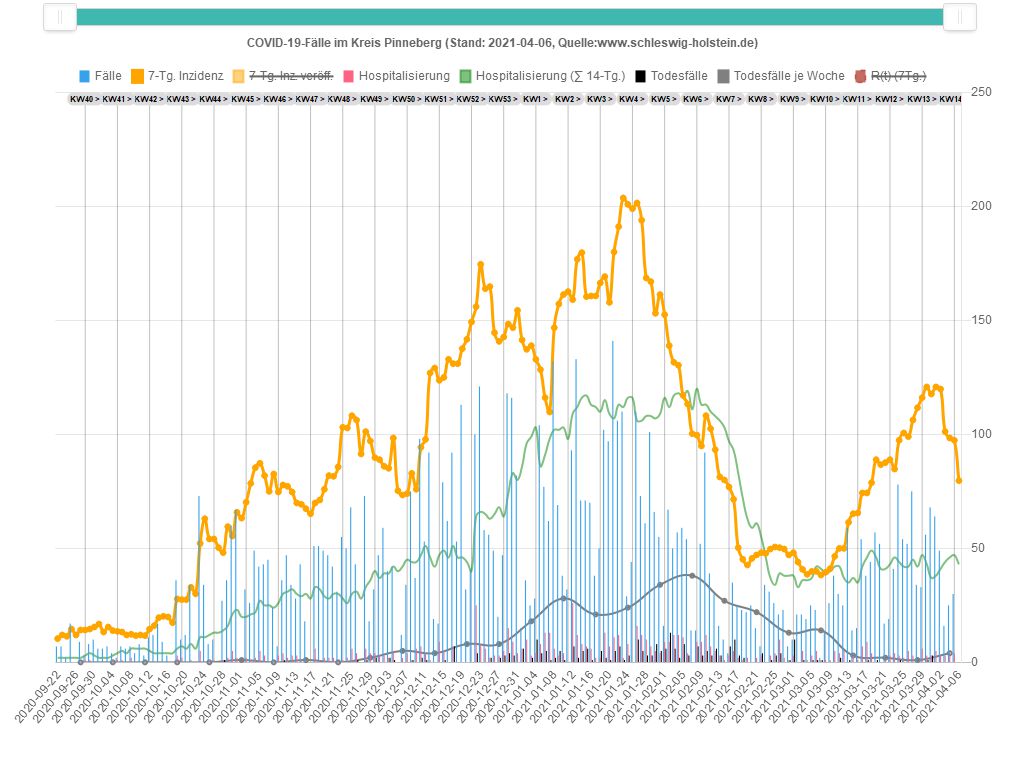 COVID-19-Fälle im Kreis Pinneberg (Stand: 2021-04-06, Quelle:www.schleswig-holstein.de)
Fälle 7-Tg. Inzidenz 7-Tg. Inz. veröff. Hospitalisierung Hospitalisierung (∑ 14-Tg.) Todesfälle Todesfälle je Woche R(t) (7Tg.)
KW40 > KW41 > KW42 > KW43 > KW44 > KW45 > KW46 > KW47 > KW48 > KW49 > KW50 > KW51 > KW52 > KW53 > KW1 > KW2 > KW3 > KW4 > KW5 > KW6 > KW7 > KW8 > KW9 > KW10 > KW11 > KW12 > KW13 > KW14
250
200
150
100
50
0
2020-09-22 2020-09-26 2020-09-30 2020-10-04 2020-10-08 2020-10-12 2020-10-16 2020-10-20 2020-10-24 2020-10-28 2020-11-01 2020-11-05 2020-11-09 2020-11-13 2020-11-17 2020-11-21 2020-11-25 2020-11-29 2020-12-03 2020-12-07 2020-12-11 2020-12-15 2020-12-19 2020-12-23 2020-12-27 2020-12-31 2021-01-04 2021-01-08 2021-01-12 2021-01-16 2021-01-20 2021-01-24 2021-01-28 2021-02-01 2021-02-05 2021-02-09 2021-02-13 2021-02-17 2021-02-21 2021-02-25 2021-03-01 2021-03-05 2021-03-09 2021-03-13 2021-03-17 2021-03-21 2021-03-25 2021-03-29 2021-04-02 2021-04-06